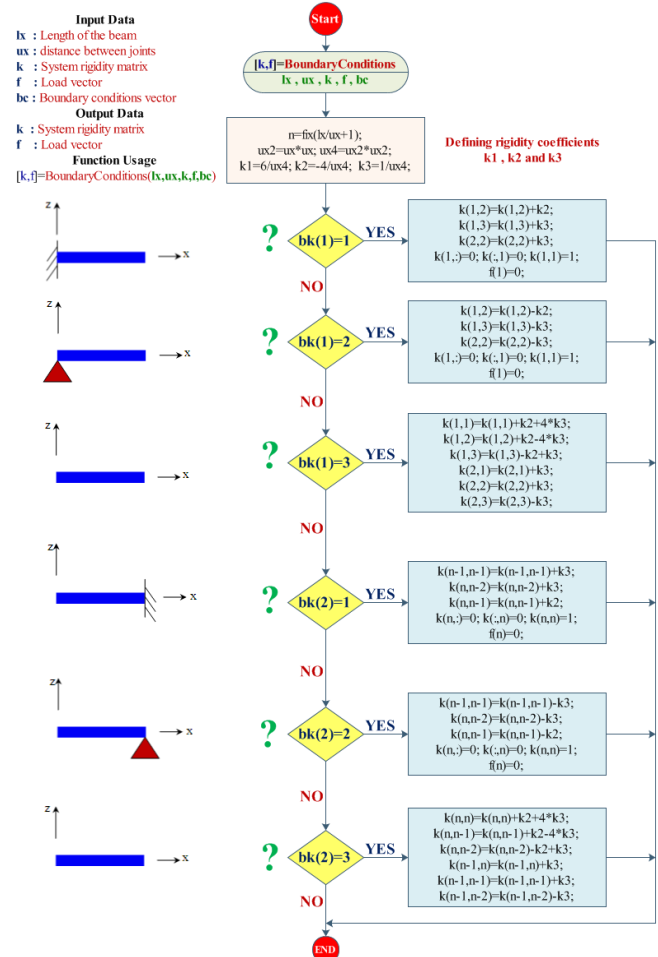 Input Data
lx : Length of the beam
ux : distance between joints
k : System rigidity matrix
f : Load vector
bc : Boundary conditions vector
Output Data
k : System rigidity matrix
f : Load vector
Function Usage
[k,f]=BoundaryConditions(lx,ux,k,f,bc)
Start
[k,f]=BoundaryConditions
lx , ux , k , f , bc
n=fix(lx/ux+1);
ux2=ux*ux; ux4=ux2*ux2;
k1=6/ux4; k2=-4/ux4; k3=1/ux4;
Defining rigidity coefficients
k1 , k2 and k3
z
x
?
bk(1)=1
YES
k(1,2)=k(1,2)+k2;
k(1,3)=k(1,3)+k3;
k(2,2)=k(2,2)+k3;
k(1,:)=0; k(:,1)=0; k(1,1)=1;
f(1)=0;
NO
z
x
?
bk(1)=2
YES
k(1,2)=k(1,2)-k2;
k(1,3)=k(1,3)-k3;
k(2,2)=k(2,2)-k3;
k(1,:)=0; k(:,1)=0; k(1,1)=1;
f(1)=0;
NO
z
x
?
bk(1)=3
YES
k(1,1)=k(1,1)+k2+4*k3;
k(1,2)=k(1,2)+k2-4*k3;
k(1,3)=k(1,3)-k2+k3;
k(2,1)=k(2,1)+k3;
k(2,2)=k(2,2)+k3;
k(2,3)=k(2,3)-k3;
NO
z
x
?
bk(2)=1
YES
k(n-1,n-1)=k(n-1,n-1)+k3;
k(n,n-2)=k(n,n-2)+k3;
k(n,n-1)=k(n,n-1)+k2;
k(n,:)=0; k(:,n)=0; k(n,n)=1;
f(n)=0;
NO
z
x
?
bk(2)=2
YES
k(n-1,n-1)=k(n-1,n-1)-k3;
k(n,n-2)=k(n,n-2)-k3;
k(n,n-1)=k(n,n-1)-k2;
k(n,:)=0; k(:,n)=0; k(n,n)=1;
f(n)=0;
NO
z
x
?
bk(2)=3
YES
k(n,n)=k(n,n)+k2+4*k3;
k(n,n-1)=k(n,n-1)+k2-4*k3;
k(n,n-2)=k(n,n-2)-k2+k3;
k(n-1,n)=k(n-1,n)+k3;
k(n-1,n-1)=k(n-1,n-1)+k3;
k(n-1,n-2)=k(n-1,n-2)-k3;
NO
END